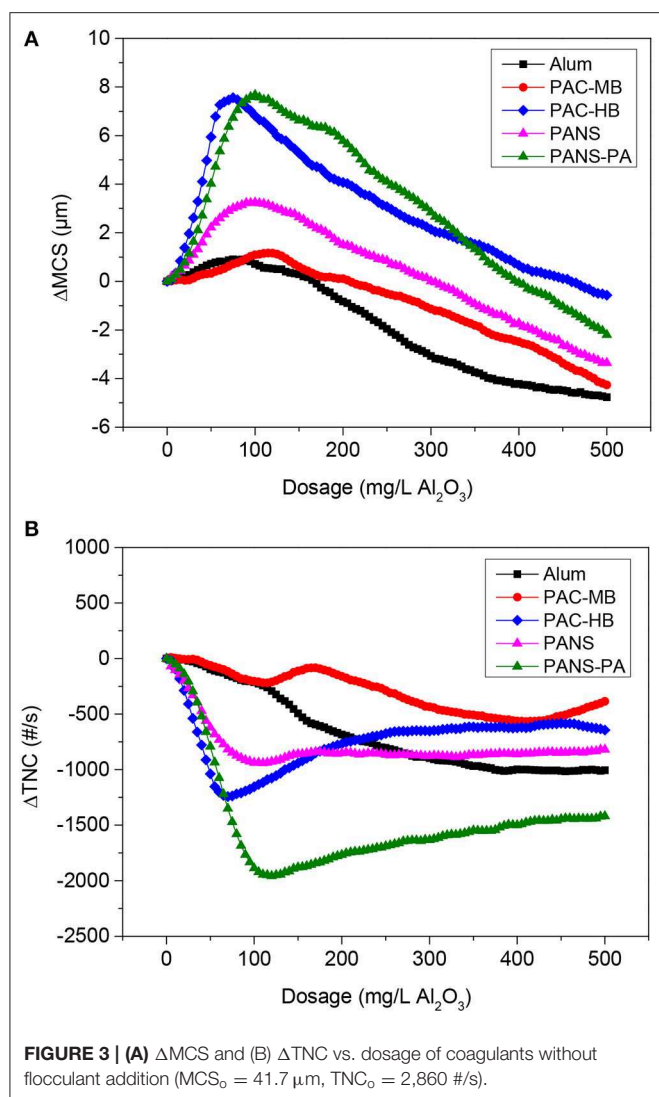 A
10
8
6
4
2
0
-2
-4
-6
ΔMCS (μm)
Alum
PAC-MB
PAC-HB
PANS
PANS-PA
0 100 200 300 400 500
Dosage (mg/L Al₂O₃)
B
1000
500
0
-500
-1000
-1500
-2000
-2500
ΔTNC (#/s)
Alum
PAC-MB
PAC-HB
PANS
PANS-PA
0 100 200 300 400 500
Dosage (mg/L Al₂O₃)
FIGURE 3 | (A) ΔMCS and (B) ΔTNC vs. dosage of coagulants without
flocculant addition (MCSₒ = 41.7 μm, TNCₒ = 2,860 #/s).